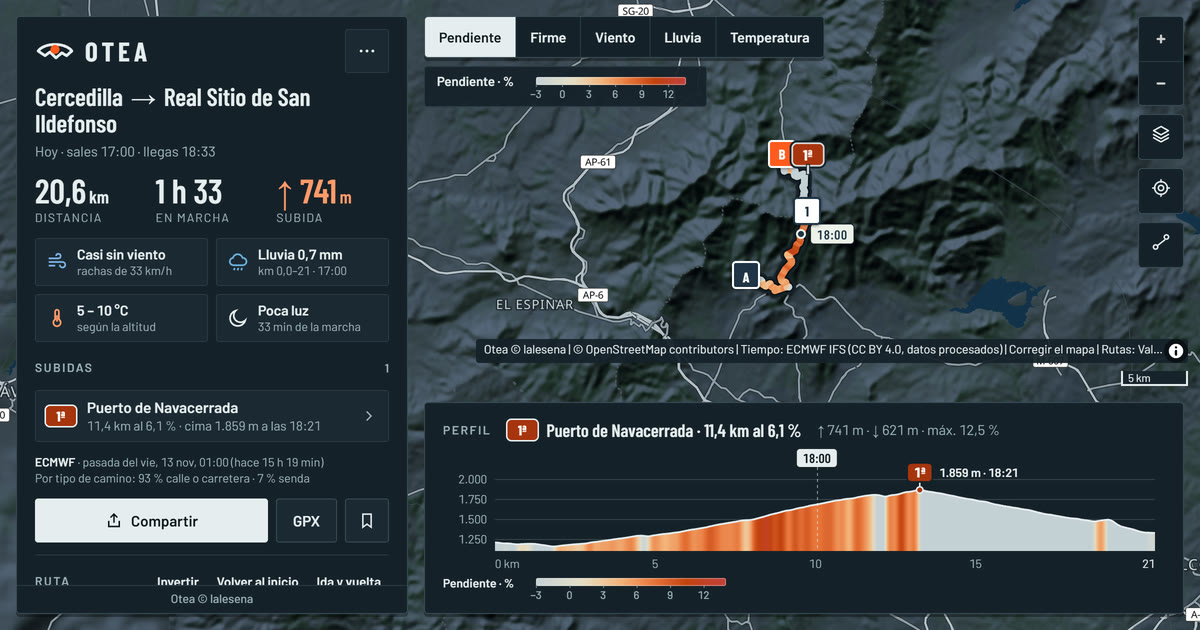 OTEA
Cercedilla → Real Sitio de San
Ildefonso
Hoy · sales 17:00 · llegas 18:33
20,6 km
DISTANCIA
1 h 33
EN MARCHA
↑ 741 m
SUBIDA
Casi sin viento
rachas de 33 km/h
Lluvia 0,7 mm
km 0,0–21 · 17:00
5 – 10 °C
según la altitud
Poca luz
33 min de la marcha
SUBIDAS 1
1ª
Puerto de Navacerrada
11,4 km al 6,1 % · cima 1.859 m a las 18:21
ECMWF · pasada del vie, 13 nov, 01:00 (hace 15 h 19 min)
Por tipo de camino: 93 % calle o carretera · 7 % senda
Compartir
GPX
RUTA Invertir Volver al inicio Ida y vuelta
Otea © lalesena
Pendiente Firme Viento Lluvia Temperatura
Pendiente · %
−3 0 3 6 9 12
SG-20
AP-61
B 1ª
1
18:00
A
AP-6
EL ESPINAR
Otea © lalesena | © OpenStreetMap contributors | Tiempo: ECMWF IFS (CC BY 4.0, datos procesados) | Corregir el mapa | Rutas: Val...
5 km
PERFIL 1ª Puerto de Navacerrada · 11,4 km al 6,1 % ↑ 741 m · ↓ 621 m · máx. 12,5 %
18:00
1ª 1.859 m · 18:21
2.000
1.750
1.500
1.250
0 km 5 10 15 21
Pendiente · %
−3 0 3 6 9 12